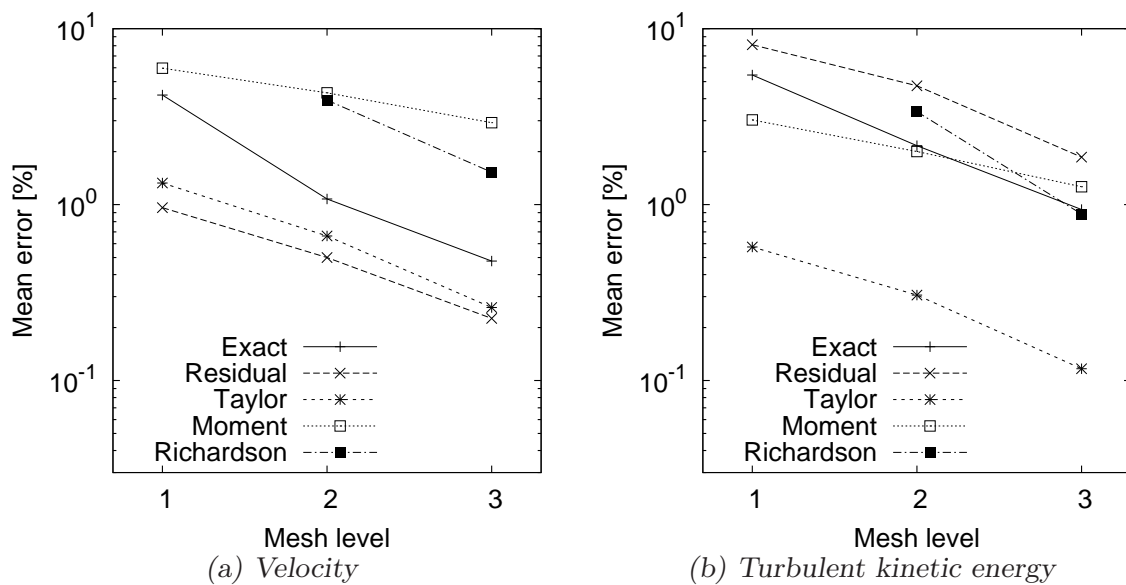 10^1
10^0
10^-1
Mean error [%]
Exact
Residual
Taylor
Moment
Richardson
1 2 3
Mesh level
(a) Velocity
10^1
10^0
10^-1
Mean error [%]
Exact
Residual
Taylor
Moment
Richardson
1 2 3
Mesh level
(b) Turbulent kinetic energy